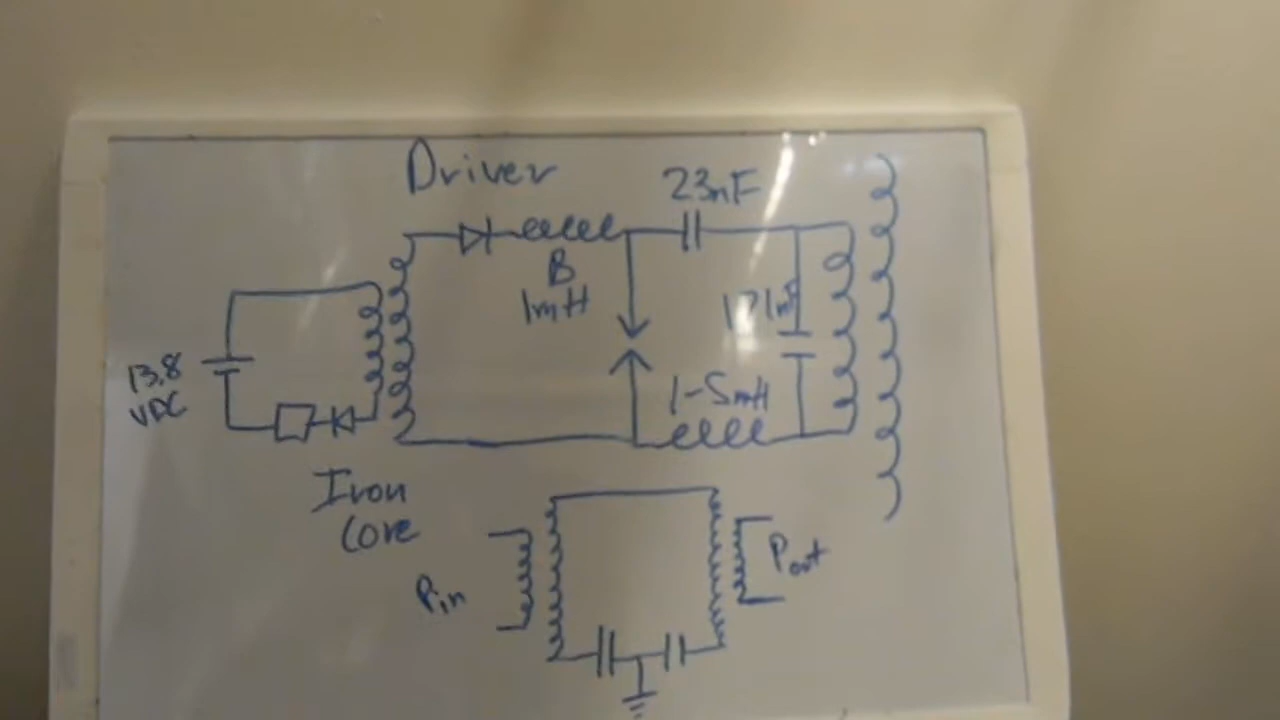 Driver
23nF
B
1mH
13.8
VDC
1-5mH
Iron
Core
Pin
Pout